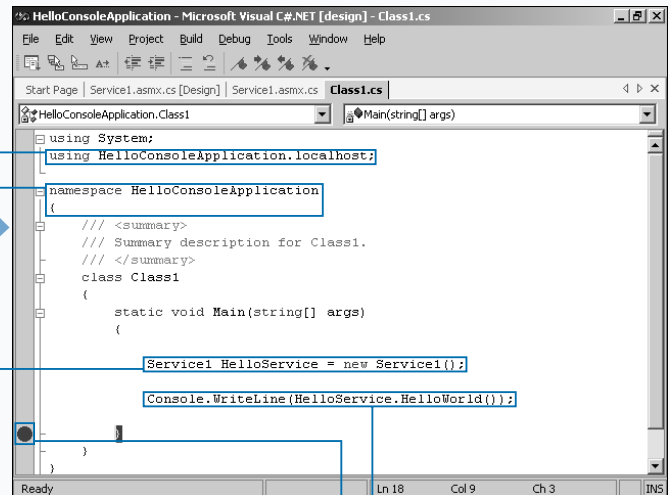 HelloConsoleApplication - Microsoft Visual C#.NET [design] - Class1.cs
File Edit View Project Build Debug Tools Window Help
Start Page Service1.asmx.cs [Design] Service1.asmx.cs Class1.cs
HelloConsoleApplication.Class1 Main(string[] args)
using System;
using HelloConsoleApplication.localhost;
namespace HelloConsoleApplication
{
/// <summary>
/// Summary description for Class1.
/// </summary>
class Class1
{
static void Main(string[] args)
{
Service1 HelloService = new Service1();
Console.WriteLine(HelloService.HelloWorld());
}
}
}
Ready Ln 18 Col 9 Ch 3 INS